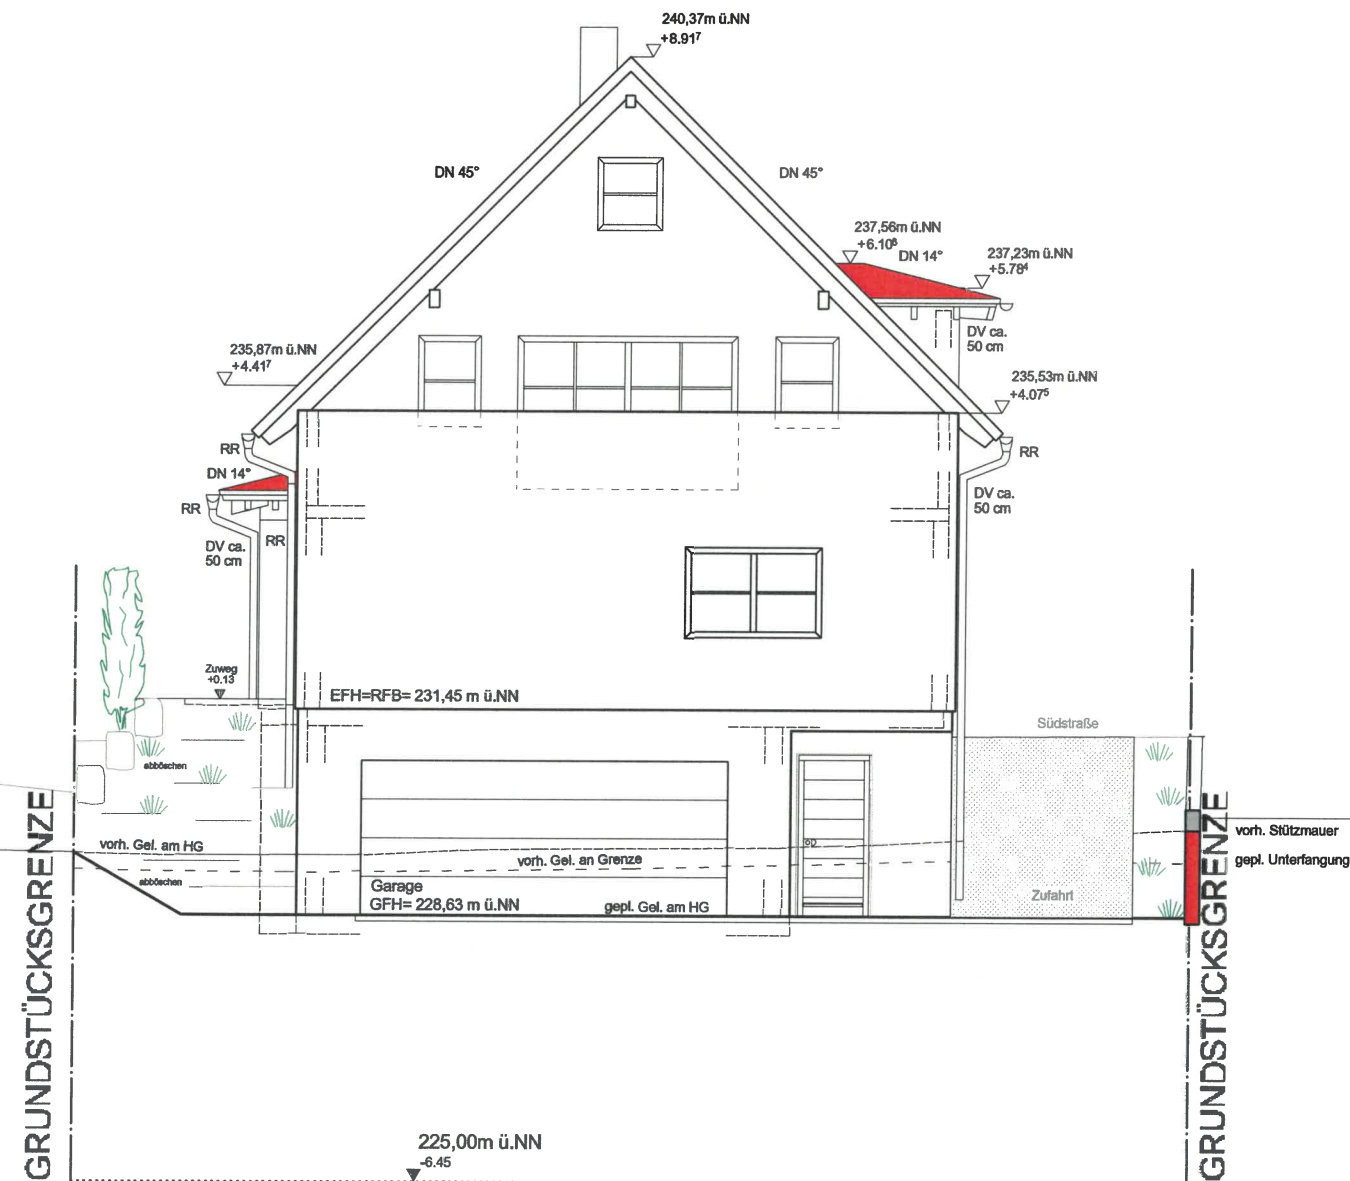 240,37m ü.NN
+8.91⁷
DN 45°
DN 45°
237,56m ü.NN
+6.10⁸
DN 14°
237,23m ü.NN
+5.78⁴
DV ca.
50 cm
235,87m ü.NN
+4.41⁷
235,53m ü.NN
+4.07⁵
RR
RR
DN 14°
DV ca.
50 cm
RR
RR
DV ca.
50 cm
Zuweg
+0.13
EFH=RFB= 231,45 m ü.NN
Südstraße
abböschen
vorh. Stützmauer
vorh. Gel. am HG
vorh. Gel. an Grenze
gepl. Unterfangung
abböschen
Garage
GFH= 228,63 m ü.NN
gepl. Gel. am HG
Zufahrt
GRUNDSTÜCKSGRENZE
GRUNDSTÜCKSGRENZE
225,00m ü.NN
-6.45